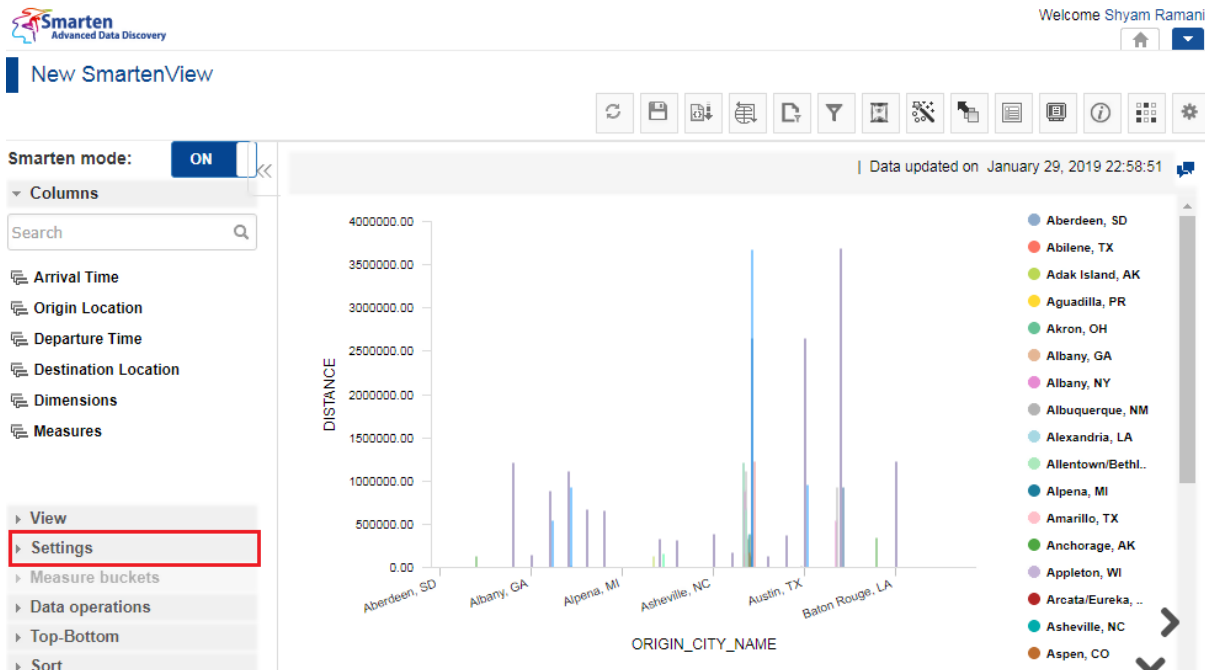 Smarten
Advanced Data Discovery
Welcome Shyam Ramani
New SmartenView
Smarten mode: ON
| Data updated on January 29, 2019 22:58:51
Columns
Search
Arrival Time
Origin Location
Departure Time
Destination Location
Dimensions
Measures
View
Settings
Measure buckets
Data operations
Top-Bottom
Sort
DISTANCE
4000000.00
3500000.00
3000000.00
2500000.00
2000000.00
1500000.00
1000000.00
500000.00
0.00
Aberdeen, SD
Albany, GA
Alpena, MI
Asheville, NC
Austin, TX
Baton Rouge, LA
ORIGIN_CITY_NAME
Aberdeen, SD
Abilene, TX
Adak Island, AK
Aguadilla, PR
Akron, OH
Albany, GA
Albany, NY
Albuquerque, NM
Alexandria, LA
Allentown/Bethl..
Alpena, MI
Amarillo, TX
Anchorage, AK
Appleton, WI
Arcata/Eureka, ..
Asheville, NC
Aspen, CO